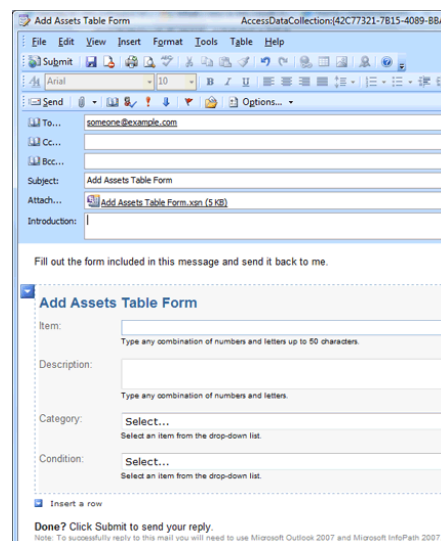 Add Assets Table Form AccessDataCollection:{42C77321-7B15-4089-BBA
File Edit View Insert Format Tools Table Help
Submit
Arial 10 B I U
Send Options...
To... someone@example.com
Cc...
Bcc...
Subject: Add Assets Table Form
Attach... Add Assets Table Form.xsn (5 KB)
Introduction:
Fill out the form included in this message and send it back to me.
Add Assets Table Form
Item:
Type any combination of numbers and letters up to 50 characters.
Description:
Type any combination of numbers and letters.
Category: Select...
Select an item from the drop-down list.
Condition: Select...
Select an item from the drop-down list.
Insert a row
Done? Click Submit to send your reply.
Note: To successfully reply to this mail you will need to use Microsoft Outlook 2007 and Microsoft InfoPath 2007